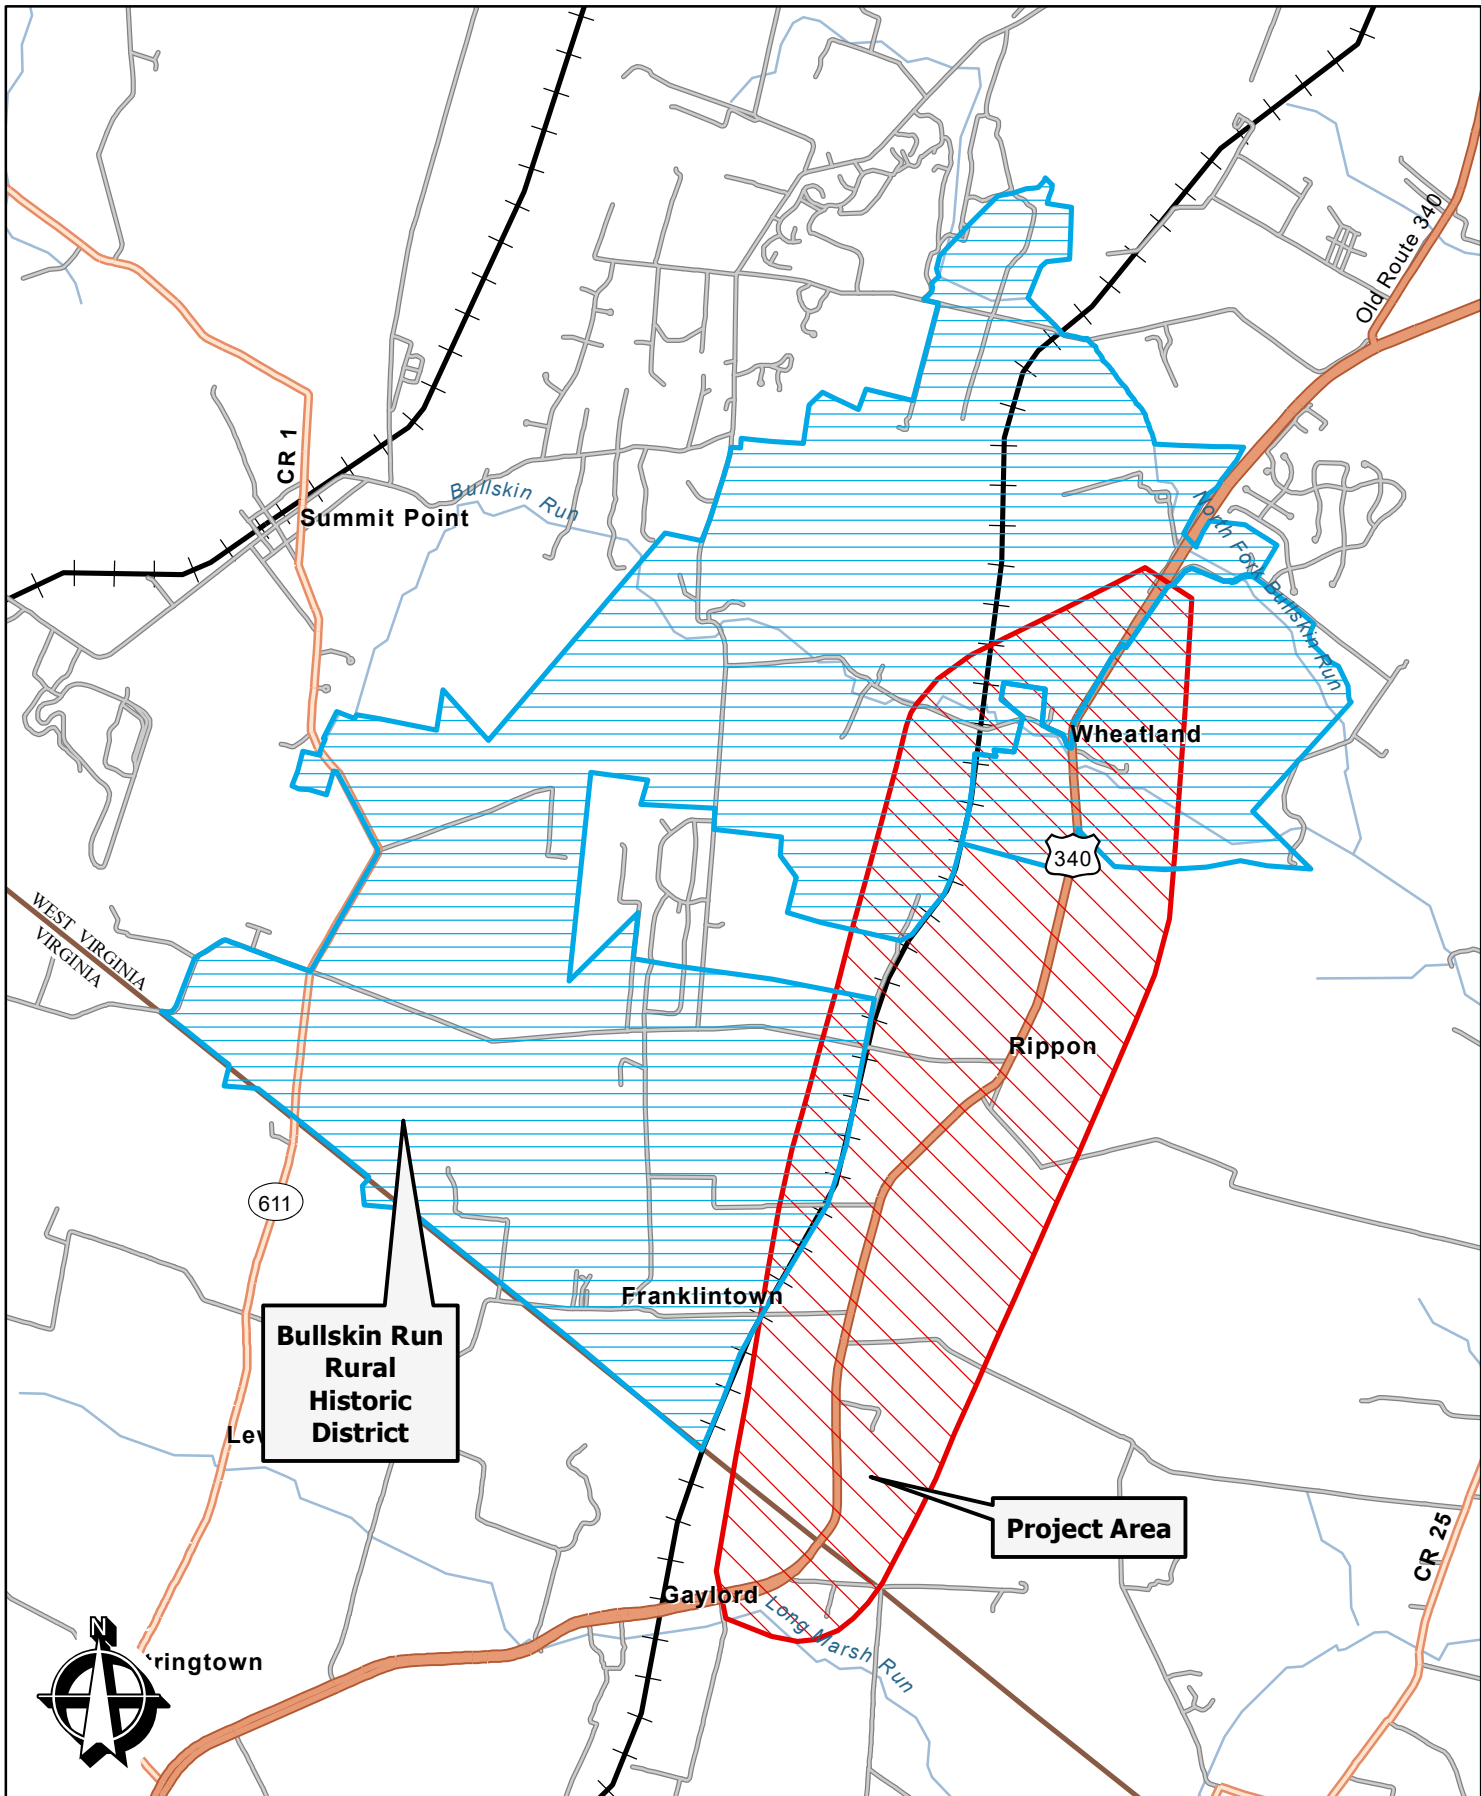 Old Route 340
CR 1
Bullskin Run
Summit Point
North Fork Bullskin Run
Wheatland
340
WEST VIRGINIA
VIRGINIA
Rippon
611
Franklintown
Bullskin Run
Rural
Historic
District
Project Area
CR 25
Gaylord
Long Marsh Run
N